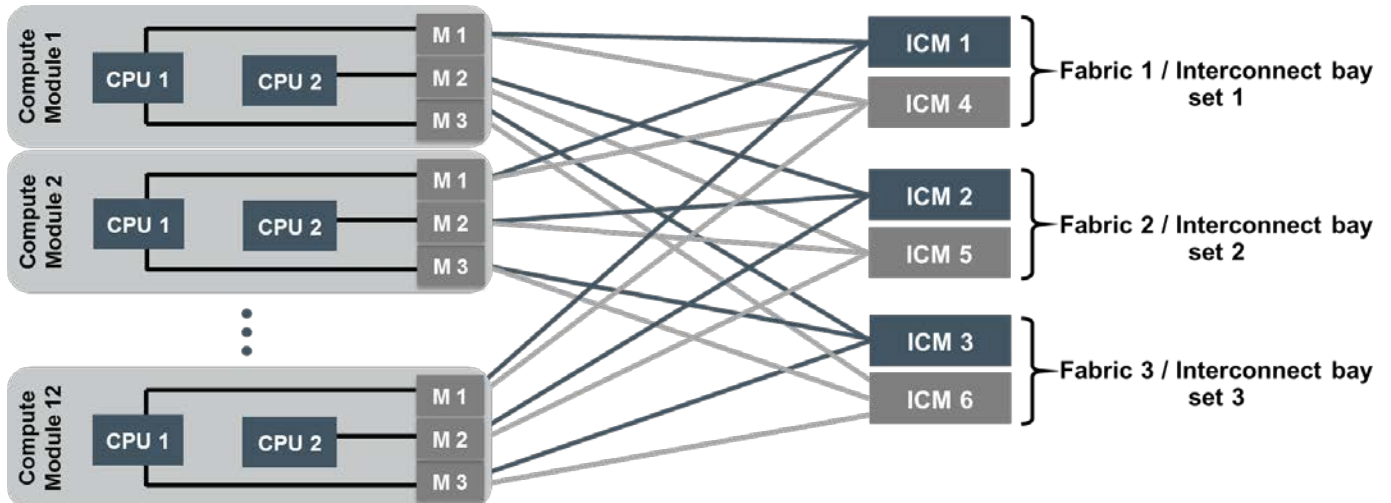 Compute
Module 1
CPU 1
CPU 2
M 1
M 2
M 3
Compute
Module 2
CPU 1
CPU 2
M 1
M 2
M 3
Compute
Module 12
CPU 1
CPU 2
M 1
M 2
M 3
ICM 1
ICM 4
Fabric 1 / Interconnect bay
set 1
ICM 2
ICM 5
Fabric 2 / Interconnect bay
set 2
ICM 3
ICM 6
Fabric 3 / Interconnect bay
set 3